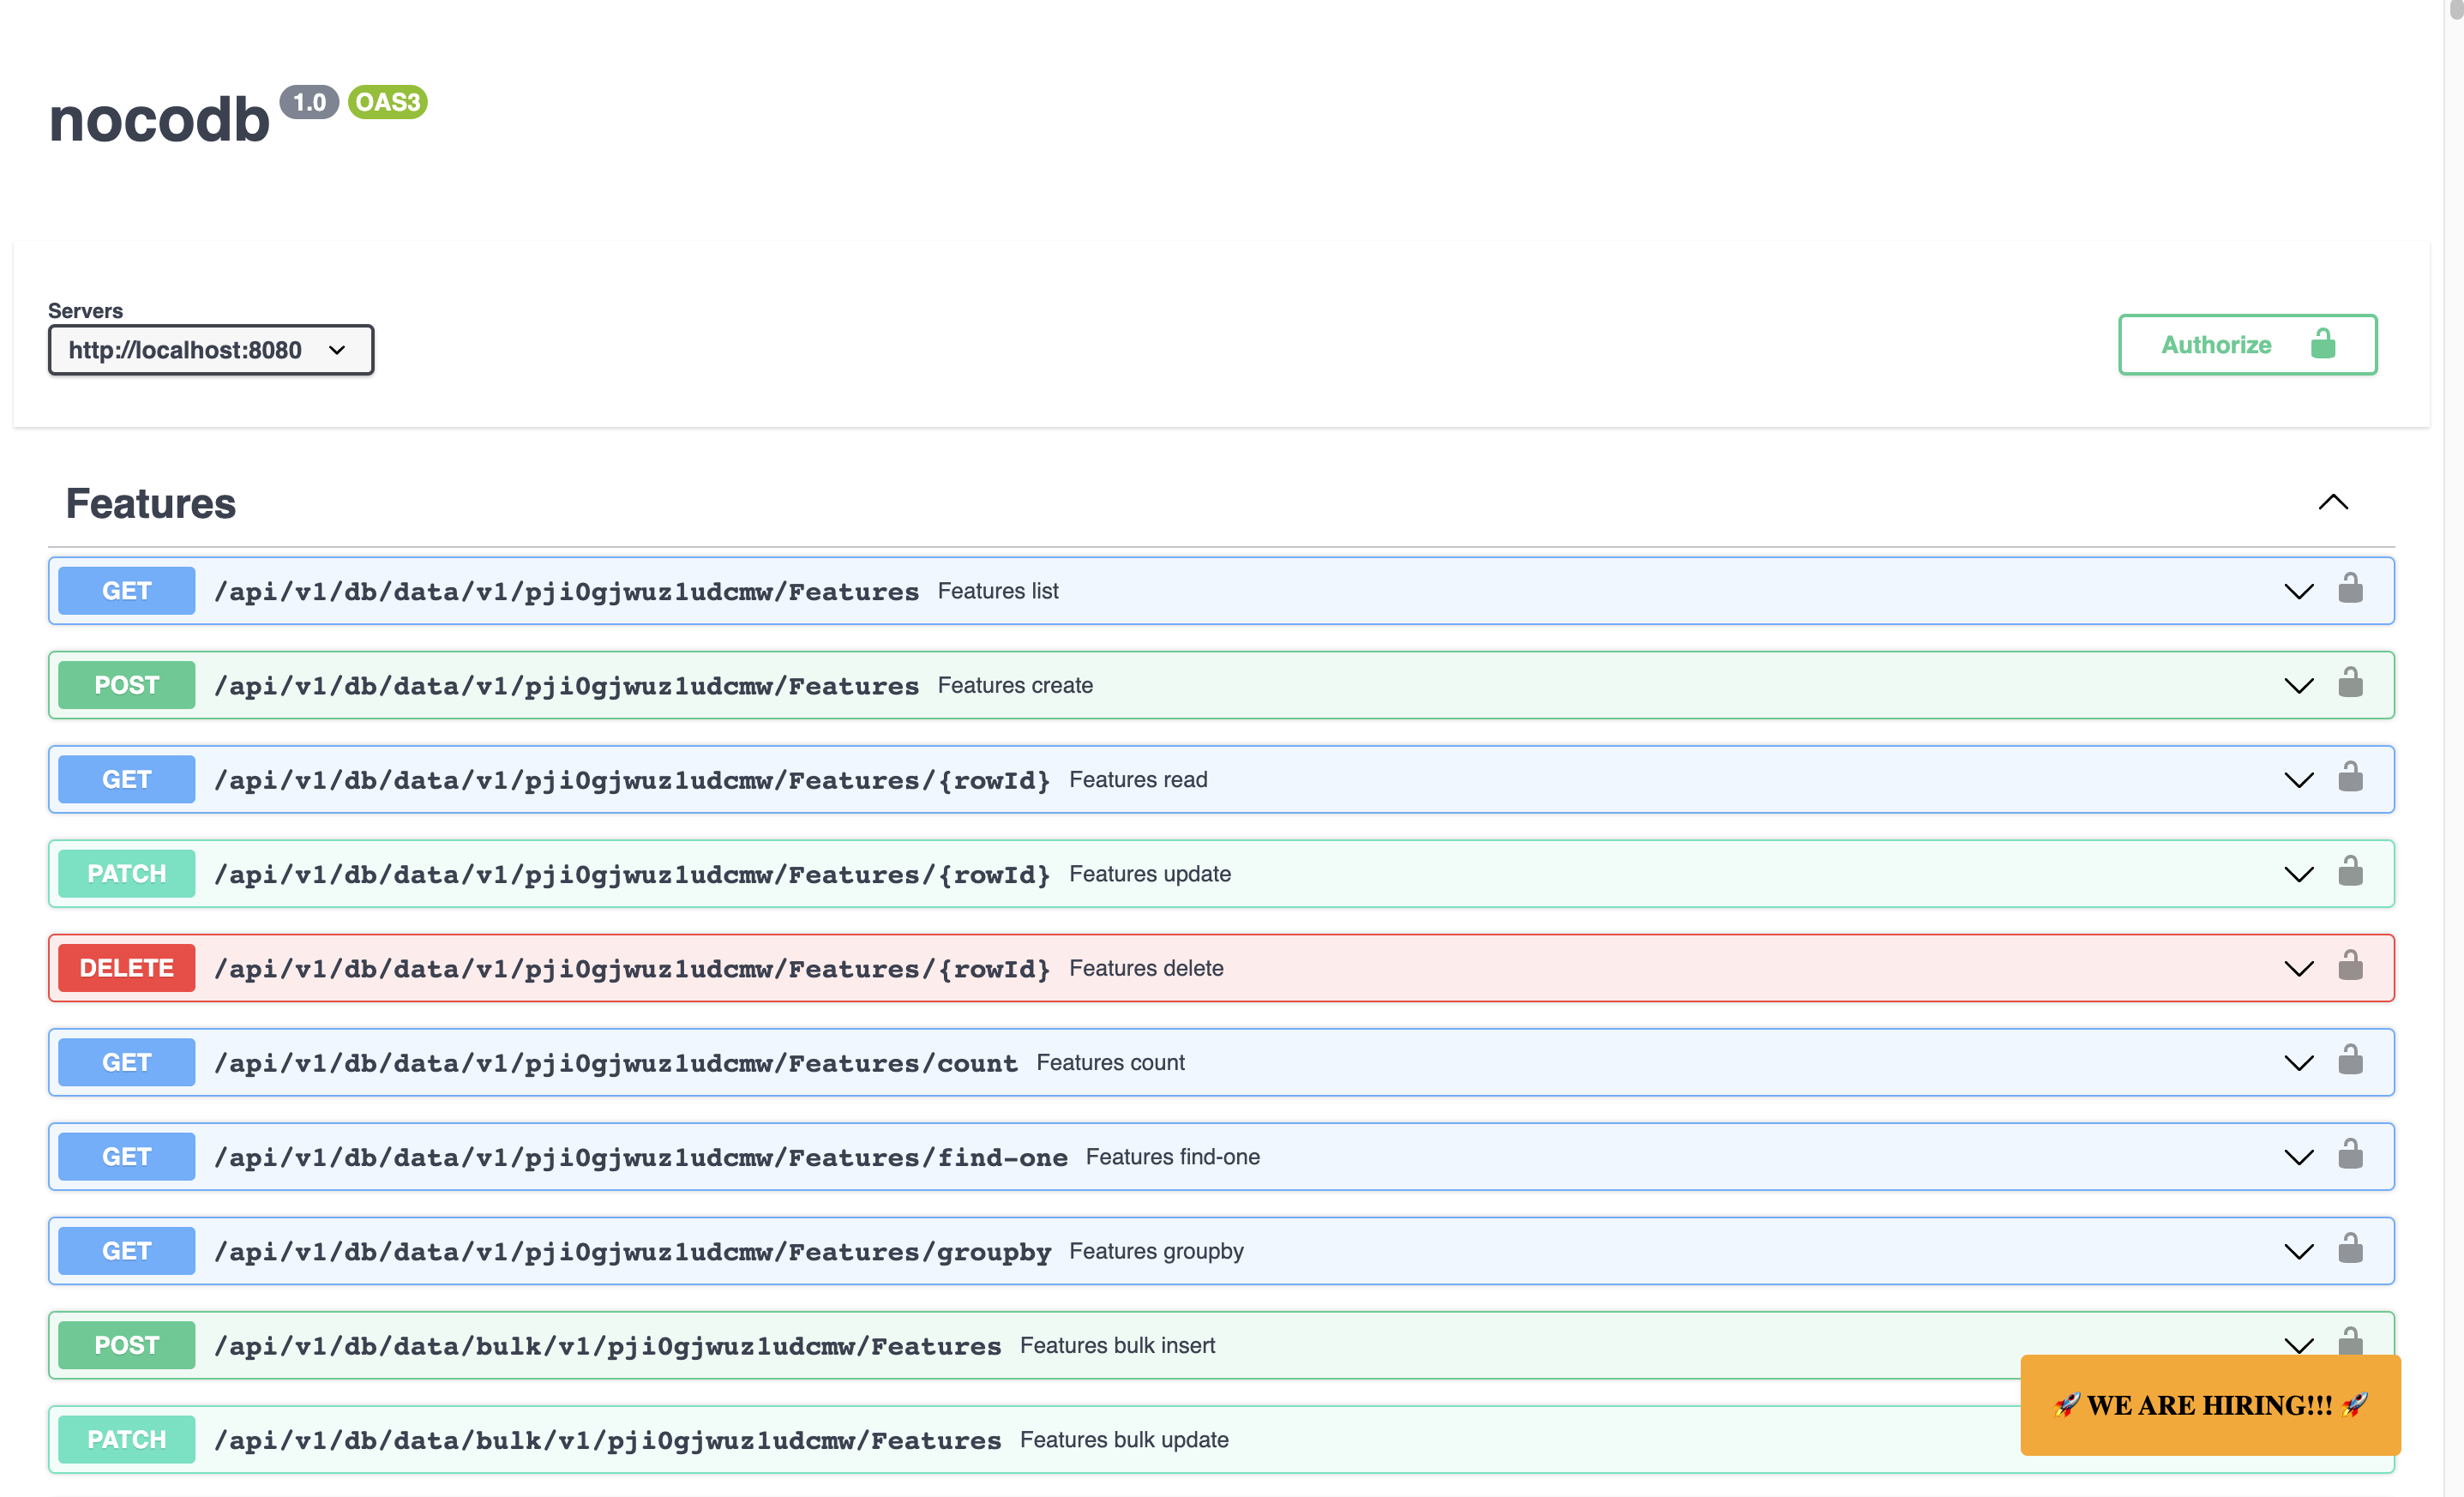 nocodb 1.0 OAS3
Servers
http://localhost:8080
Authorize
Features
GET /api/v1/db/data/v1/pji0gjwuz1udcmw/Features Features list
POST /api/v1/db/data/v1/pji0gjwuz1udcmw/Features Features create
GET /api/v1/db/data/v1/pji0gjwuz1udcmw/Features/{rowId} Features read
PATCH /api/v1/db/data/v1/pji0gjwuz1udcmw/Features/{rowId} Features update
DELETE /api/v1/db/data/v1/pji0gjwuz1udcmw/Features/{rowId} Features delete
GET /api/v1/db/data/v1/pji0gjwuz1udcmw/Features/count Features count
GET /api/v1/db/data/v1/pji0gjwuz1udcmw/Features/find-one Features find-one
GET /api/v1/db/data/v1/pji0gjwuz1udcmw/Features/groupby Features groupby
POST /api/v1/db/data/bulk/v1/pji0gjwuz1udcmw/Features Features bulk insert
🚀 WE ARE HIRING!!! 🚀
PATCH /api/v1/db/data/bulk/v1/pji0gjwuz1udcmw/Features Features bulk update